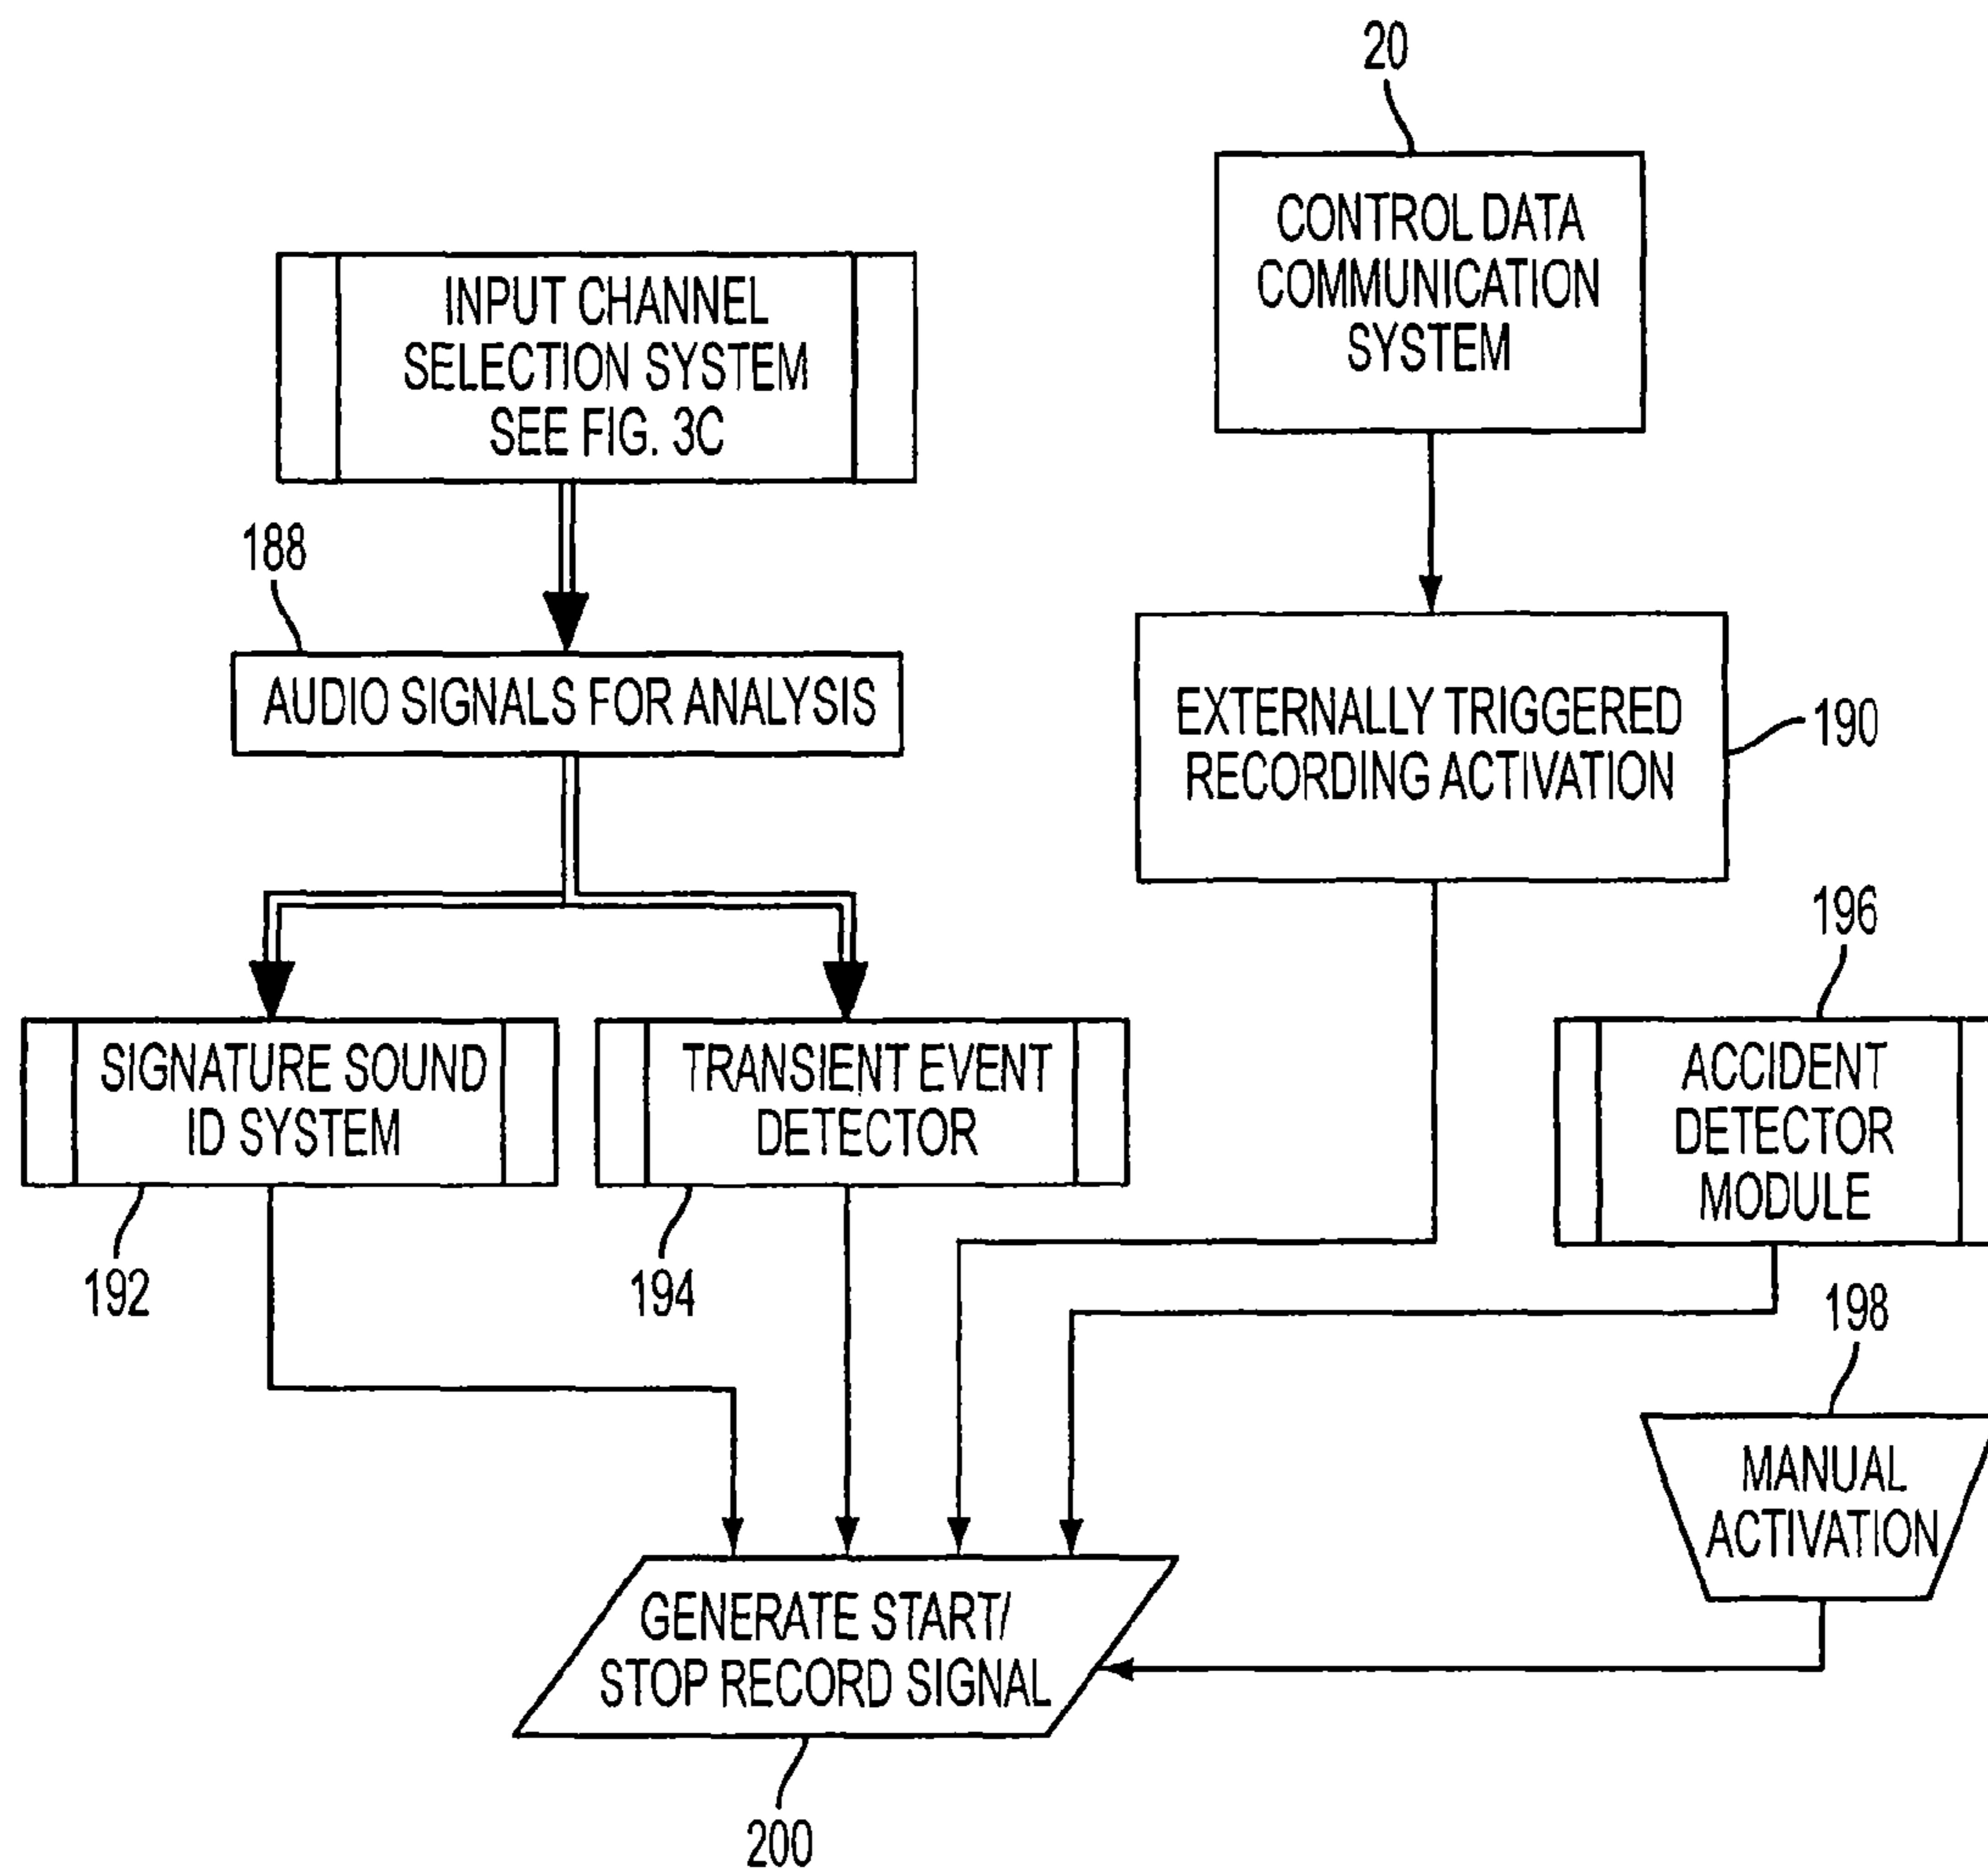 20
CONTROL DATA
COMMUNICATION
SYSTEM
INPUT CHANNEL
SELECTION SYSTEM
SEE FIG. 3C
188
AUDIO SIGNALS FOR ANALYSIS
EXTERNALLY TRIGGERED
RECORDING ACTIVATION
190
196
SIGNATURE SOUND
ID SYSTEM
TRANSIENT EVENT
DETECTOR
ACCIDENT
DETECTOR
MODULE
192
194
198
MANUAL
ACTIVATION
GENERATE START/
STOP RECORD SIGNAL
200